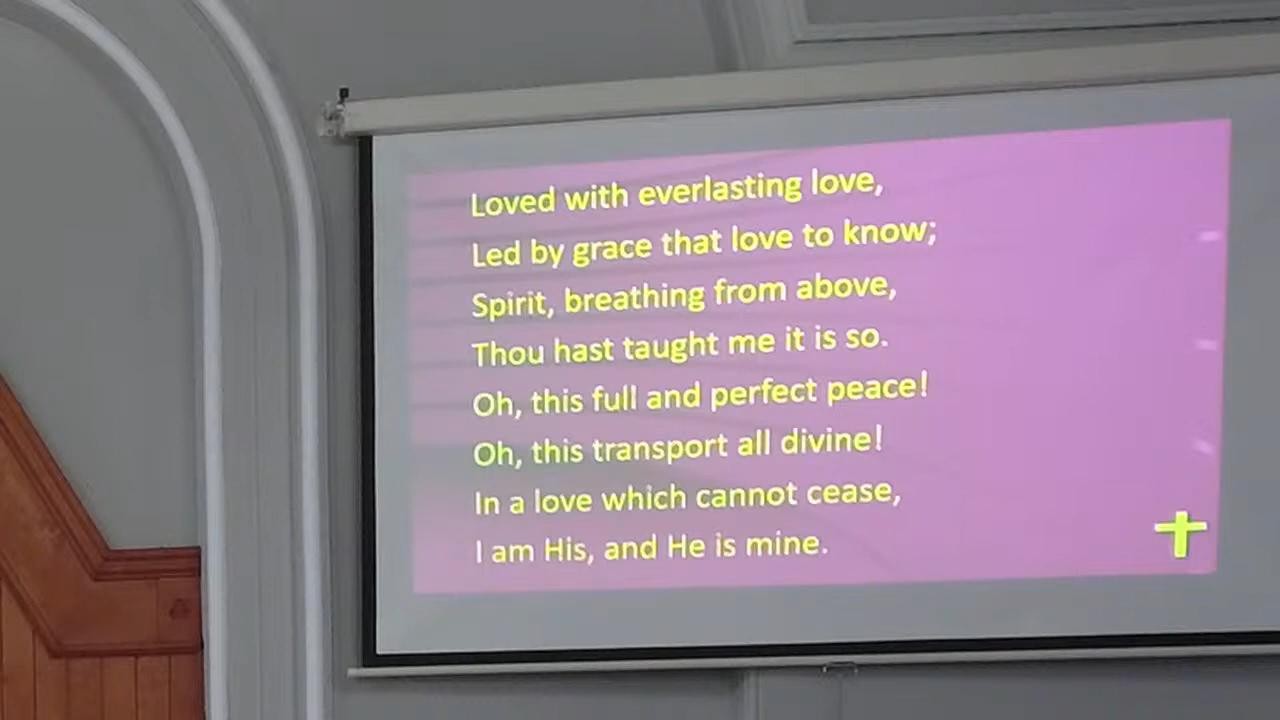 Loved with everlasting love,
Led by grace that love to know;
Spirit, breathing from above,
Thou hast taught me it is so.
Oh, this full and perfect peace!
Oh, this transport all divine!
In a love which cannot cease,
I am His, and He is mine.